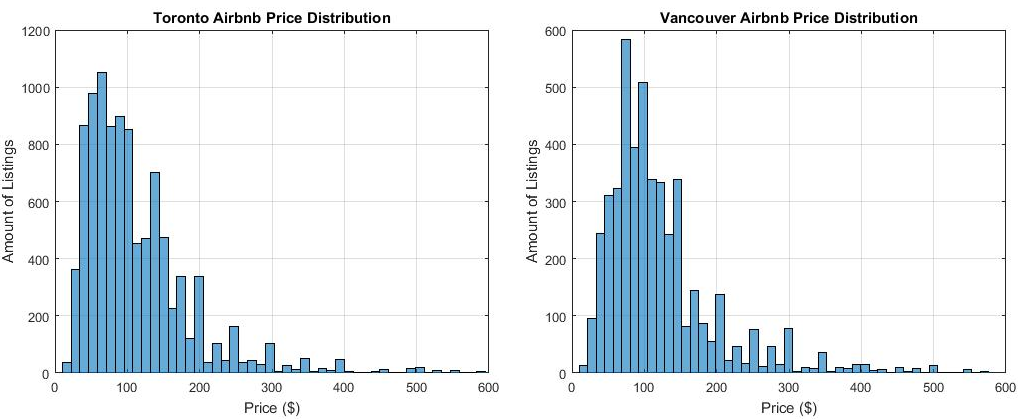 Toronto Airbnb Price Distribution
1200
1000
800
600
400
200
0
Amount of Listings
0 100 200 300 400 500 600
Price ($)
Vancouver Airbnb Price Distribution
600
500
400
300
200
100
0
Amount of Listings
0 100 200 300 400 500 600
Price ($)